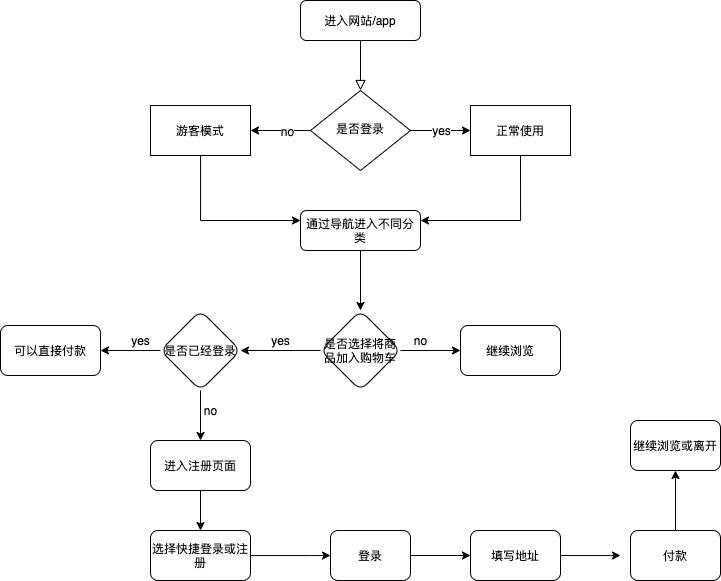 进入网站/app
是否登录
no
yes
游客模式
正常使用
通过导航进入不同分
类
是否选择将商
品加入购物车
yes
no
继续浏览
是否已经登录
yes
可以直接付款
no
进入注册页面
选择快捷登录或注
册
登录
填写地址
付款
继续浏览或离开